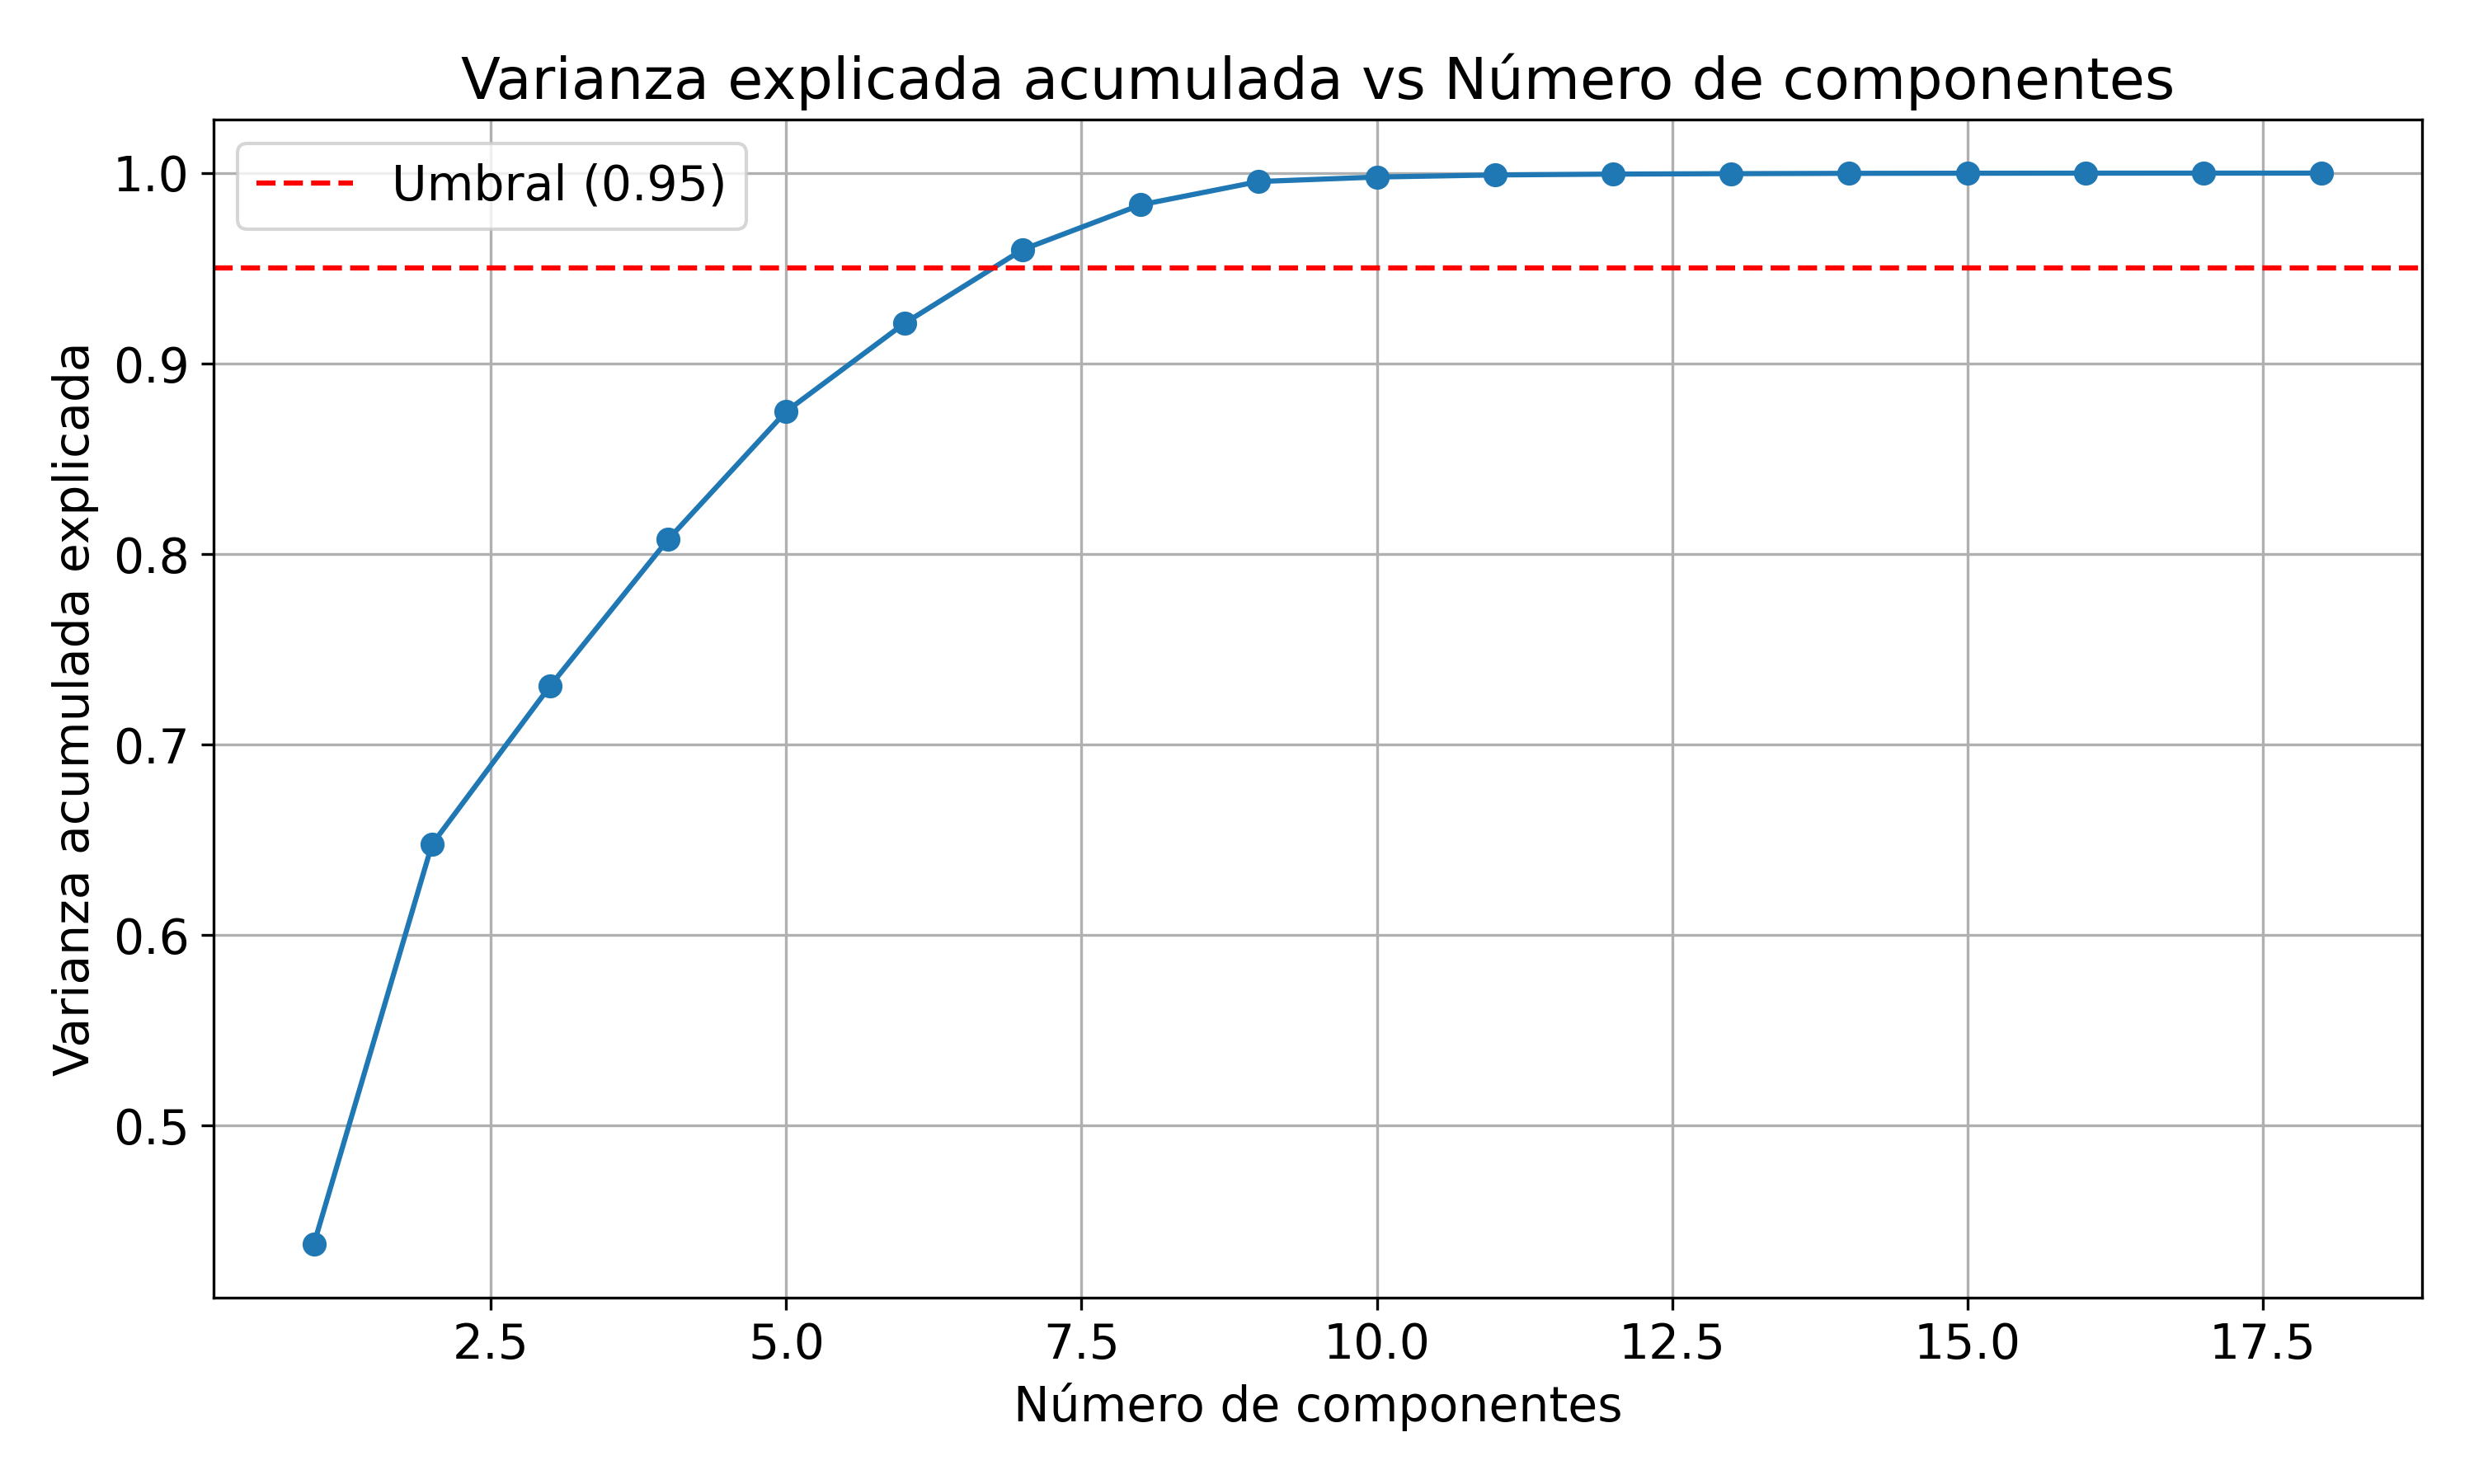 Varianza explicada acumulada vs Número de componentes
Umbral (0.95)
Varianza acumulada explicada
1.0
0.9
0.8
0.7
0.6
0.5
2.5 5.0 7.5 10.0 12.5 15.0 17.5
Número de componentes